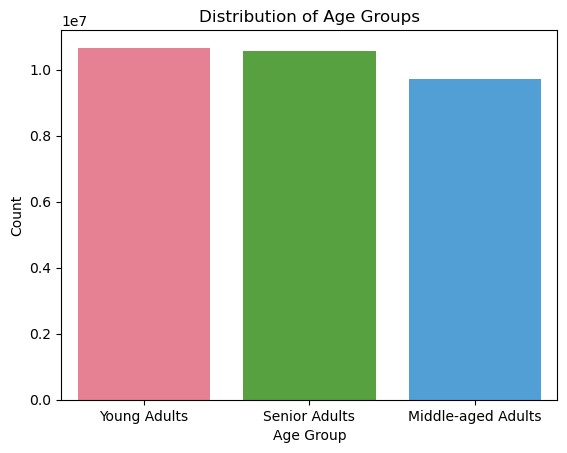 Distribution of Age Groups
1e7
1.0
0.8
0.6
0.4
0.2
0.0
Count
Young Adults Senior Adults Middle-aged Adults
Age Group